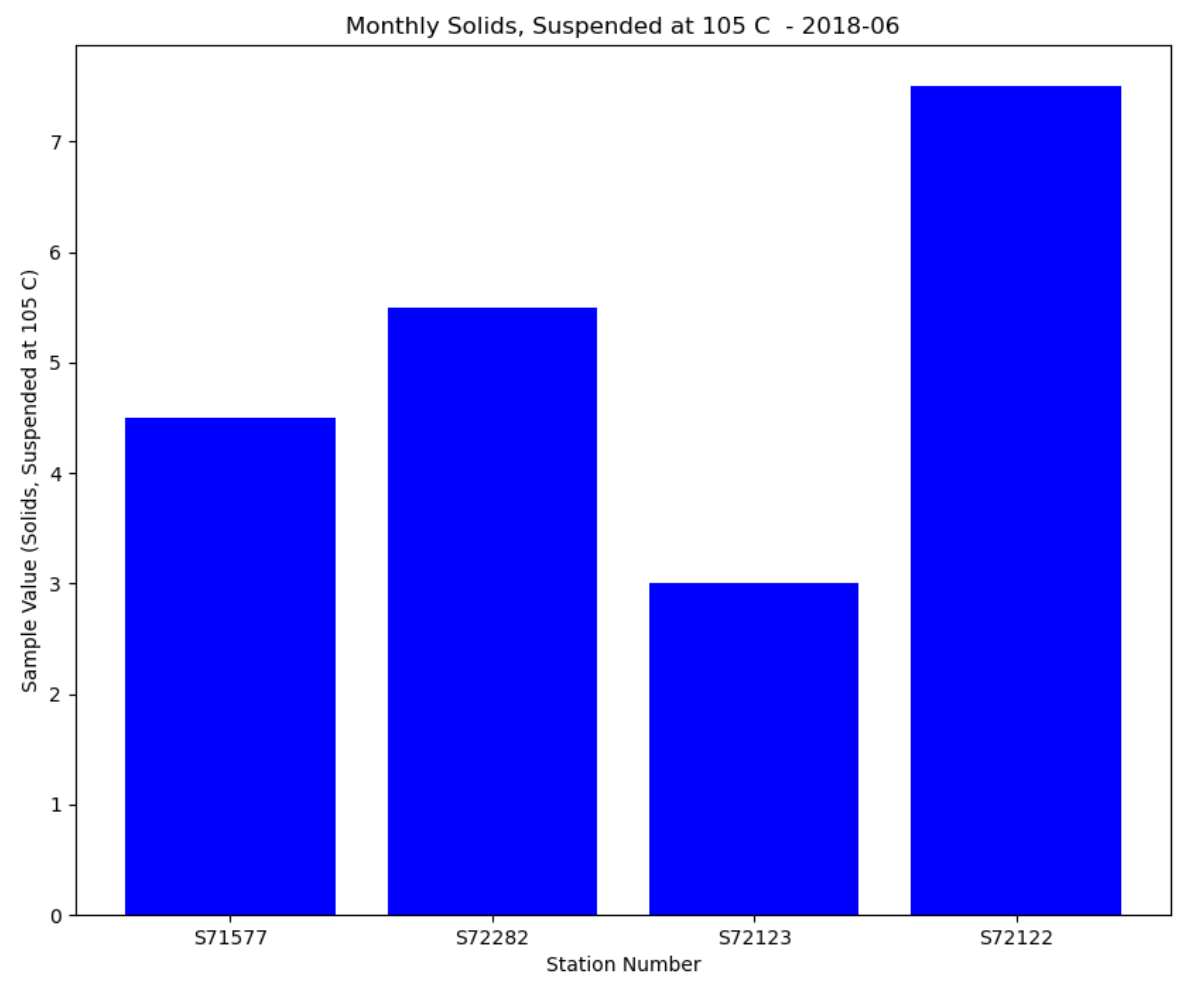 Monthly Solids, Suspended at 105 C  - 2018-06
Sample Value (Solids, Suspended at 105 C)
7
6
5
4
3
2
1
0
S71577
S72282
S72123
S72122
Station Number